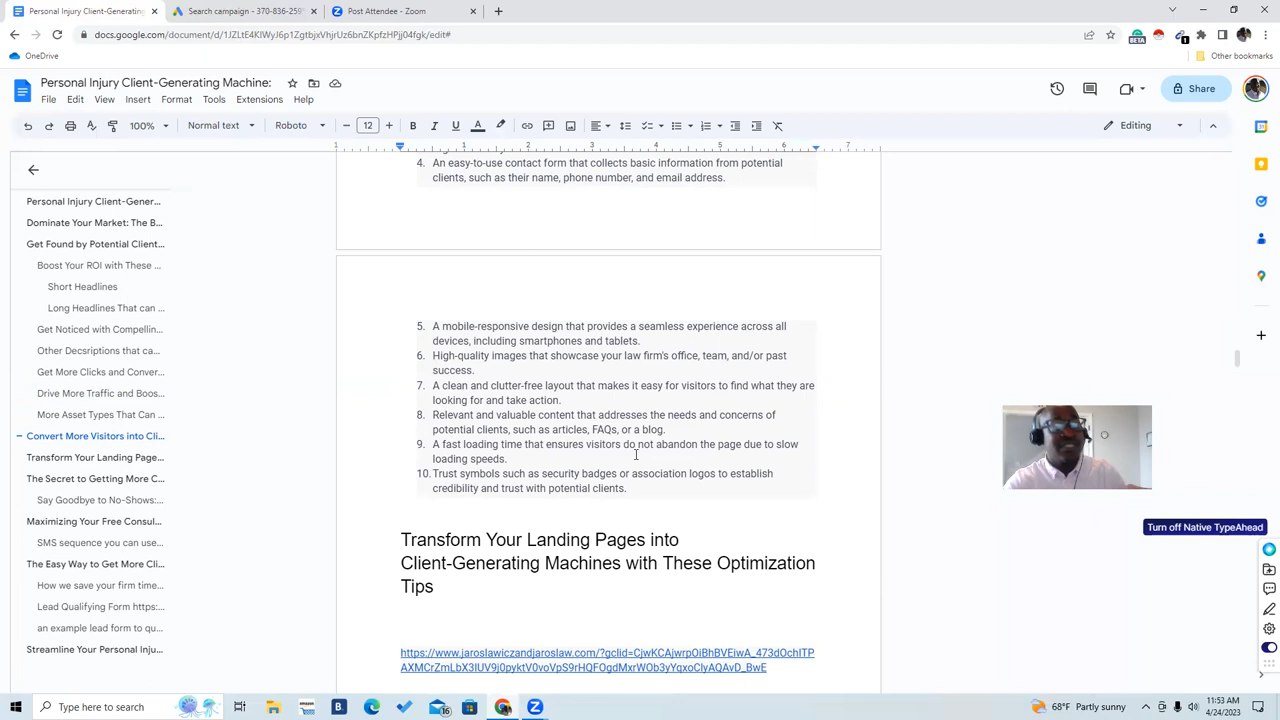 Personal Injury Client-Generating
Search campaign - 370-836-259
Post Attendee - Zoom
docs.google.com/document/d/1JZLtE4KIWyJ6p1ZgtbjxVhjrUz6bnZKpfzHPjj04fgk/edit#
OneDrive
Other bookmarks
BETA
1
Personal Injury Client-Generating Machine:
File Edit View Insert Format Tools Extensions Help
Share
100% Normal text Roboto 12 B I U A Editing
1 1 2 3 4 5 6 7
4. An easy-to-use contact form that collects basic information from potential
clients, such as their name, phone number, and email address.
Personal Injury Client-Gener...
Dominate Your Market: The B...
Get Found by Potential Client...
Boost Your ROI with These ...
Short Headlines
Long Headlines That can ...
Get Noticed with Compellin...
Other Decsriptions that ca...
Get More Clicks and Conver...
Drive More Traffic and Boos...
More Asset Types That Can ...
Convert More Visitors into Cli...
Transform Your Landing Page...
The Secret to Getting More C...
Say Goodbye to No-Shows:...
Maximizing Your Free Consul...
SMS sequence you can use...
The Easy Way to Get More Cli...
How we save your firm time...
Lead Qualifying Form https:...
an example lead form to qu...
Streamline Your Personal Inju...
5. A mobile-responsive design that provides a seamless experience across all
devices, including smartphones and tablets.
6. High-quality images that showcase your law firm's office, team, and/or past
success.
7. A clean and clutter-free layout that makes it easy for visitors to find what they are
looking for and take action.
8. Relevant and valuable content that addresses the needs and concerns of
potential clients, such as articles, FAQs, or a blog.
9. A fast loading time that ensures visitors do not abandon the page due to slow
loading speeds.
10. Trust symbols such as security badges or association logos to establish
credibility and trust with potential clients.
Transform Your Landing Pages into
Client-Generating Machines with These Optimization
Tips
https://www.jaroslawiczandjaroslaw.com/?gclid=CjwKCAjwrpOiBhBVEiwA_473dOchITP
AXMCrZmLbX3IUV9j0pyktV0voVpS9rHQFOgdMxrWOb3yYqxoCIyAQAvD_BwE
Turn off Native TypeAhead
Type here to search
B.
16
68°F Partly sunny
11:53 AM
4/24/2023